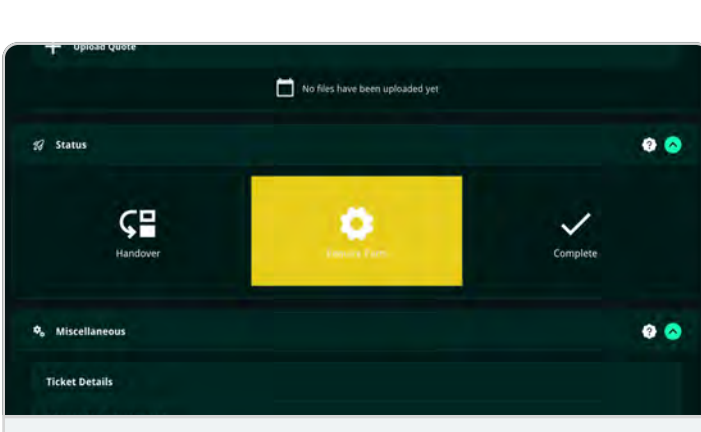 Upload Quote
No files have been uploaded yet
Status
Handover
Complete
Miscellaneous
Ticket Details